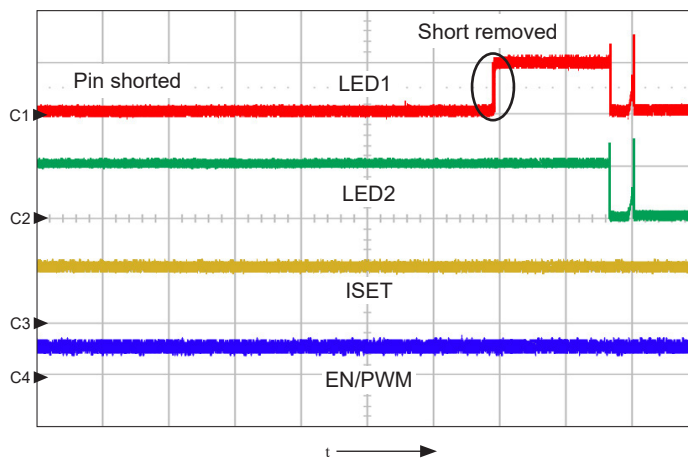 Short removed
Pin shorted
LED1
C1
LED2
C2
ISET
C3
EN/PWM
C4
t